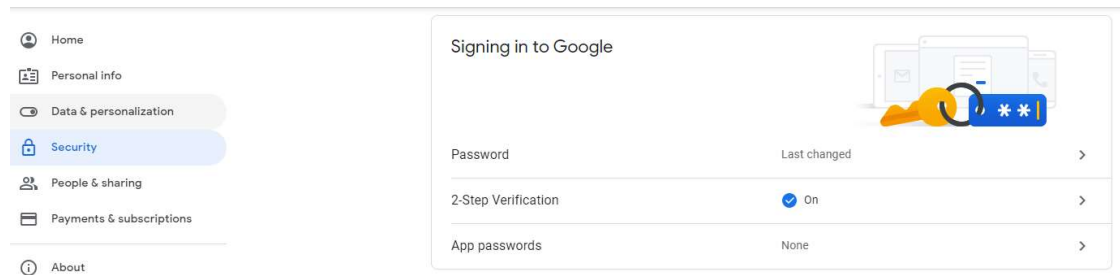 Home
Personal info
Data & personalization
Security
People & sharing
Payments & subscriptions
About
Signing in to Google
**
Password Last changed
2-Step Verification On
App passwords None